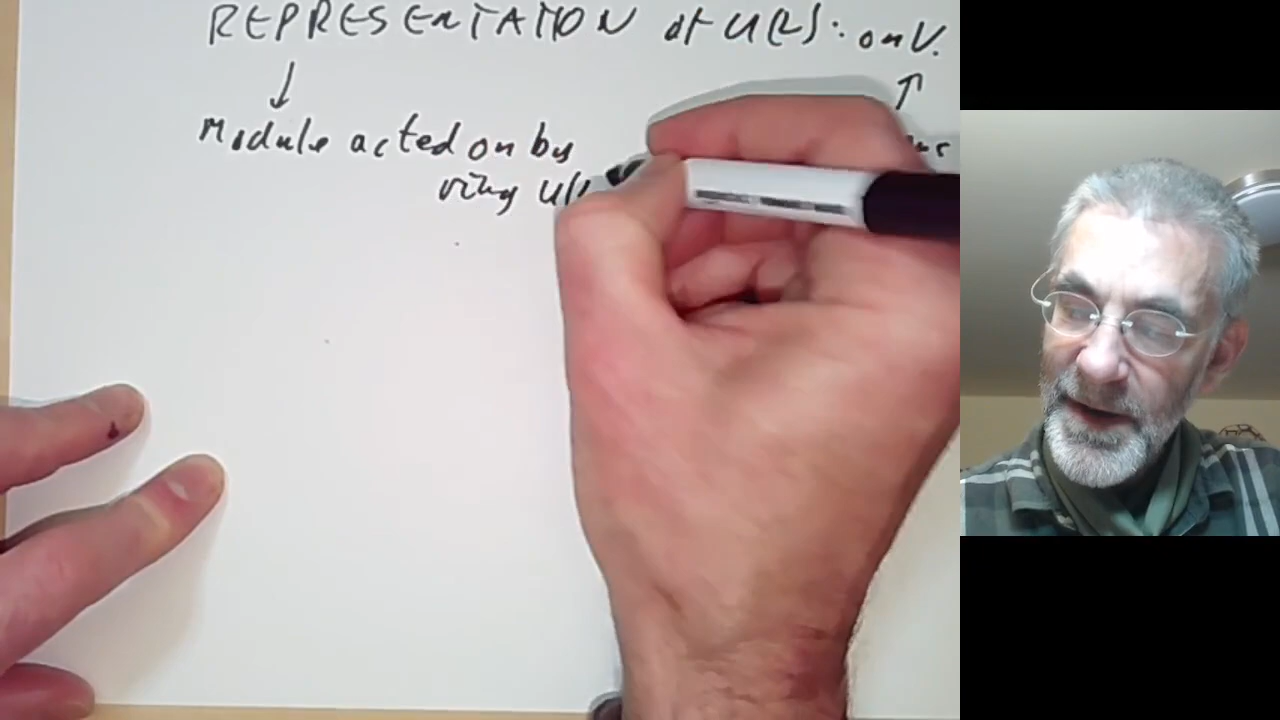 REPRESENTATION of U(L): on V.
Module acted on by
ring U(